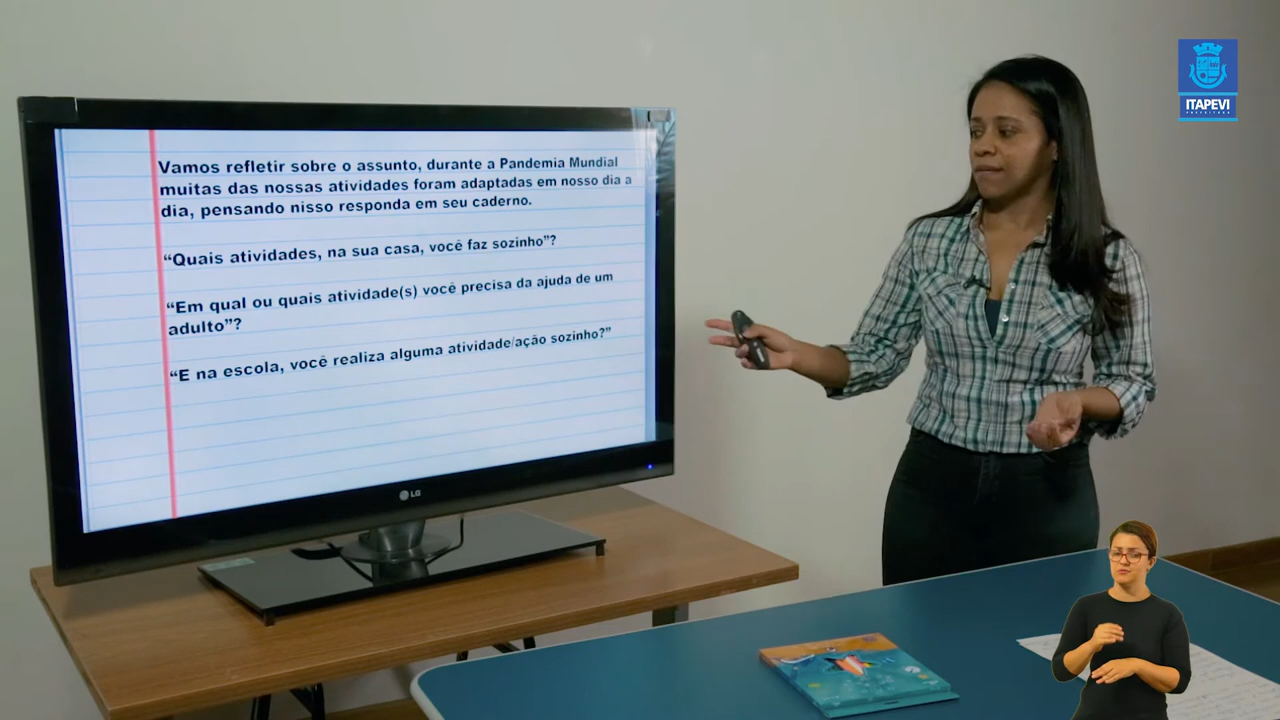 Vamos refletir sobre o assunto, durante a Pandemia Mundial
muitas das nossas atividades foram adaptadas em nosso dia a
dia, pensando nisso responda em seu caderno.
“Quais atividades, na sua casa, você faz sozinho”?
“Em qual ou quais atividade(s) você precisa da ajuda de um
adulto”?
“E na escola, você realiza alguma atividade/ação sozinho?”
LG
ITAPEVI
PREFEITURA